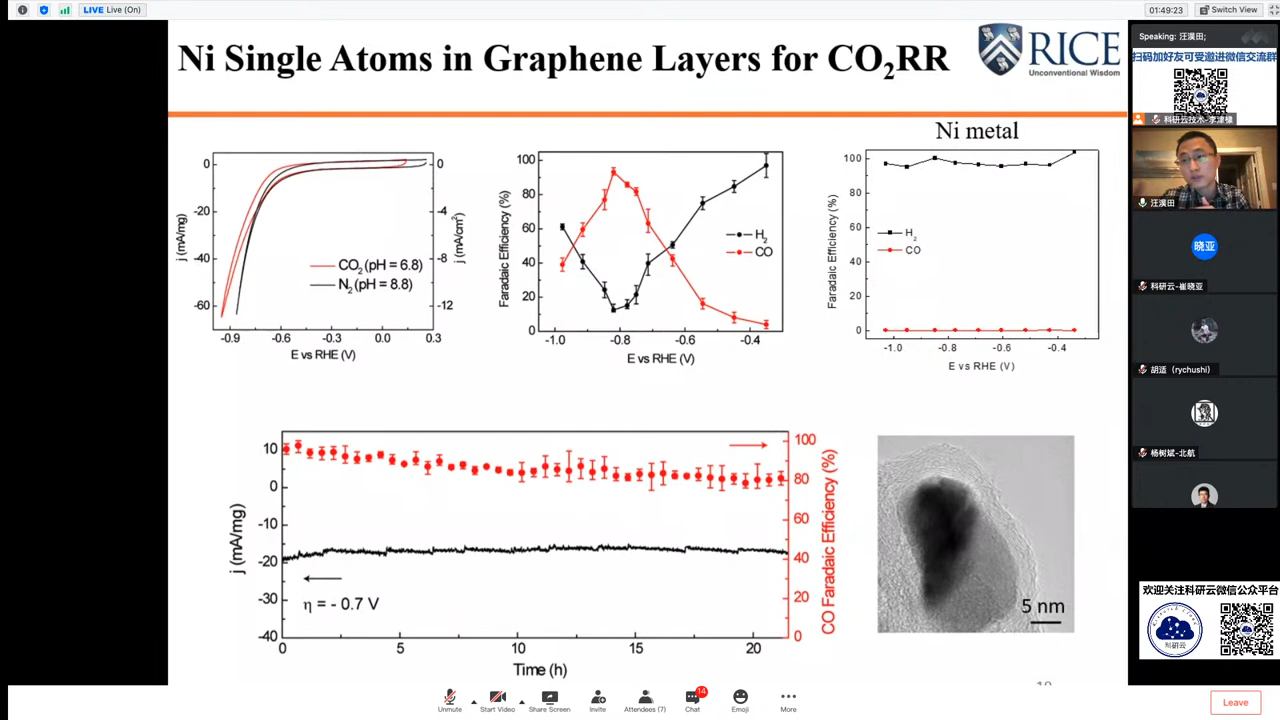 LIVE Live (On)
01:49:23
Switch View
Ni Single Atoms in Graphene Layers for CO2RR
RICE
Unconventional Wisdom
Speaking: 汪淏田;
扫码加好友可受邀进微信交流群
科研云技术-李津橞
汪淏田
晓亚
科研云-崔晓亚
胡适（rychushi）
杨树斌-北航
欢迎关注科研云微信公众平台
科研云
0
-20
-40
-60
j (mA/mg)
0
-4
-8
-12
j (mA/cm2)
CO2 (pH = 6.8)
N2 (pH = 8.8)
-0.9 -0.6 -0.3 0.0 0.3
E vs RHE (V)
100
80
60
40
20
0
Faradaic Efficiency (%)
H2
CO
-1.0 -0.8 -0.6 -0.4
E vs RHE (V)
Ni metal
100
80
60
40
20
0
Faradaic Efficiency (%)
H2
CO
-1.0 -0.8 -0.6 -0.4
E vs RHE (V)
10
0
-10
-20
-30
-40
j (mA/mg)
η = - 0.7 V
100
80
60
40
20
0
CO Faradaic Efficiency (%)
0 5 10 15 20
Time (h)
5 nm
Unmute
Start Video
Share Screen
Invite
Attendees (7)
14
Chat
Emoji
More
Leave